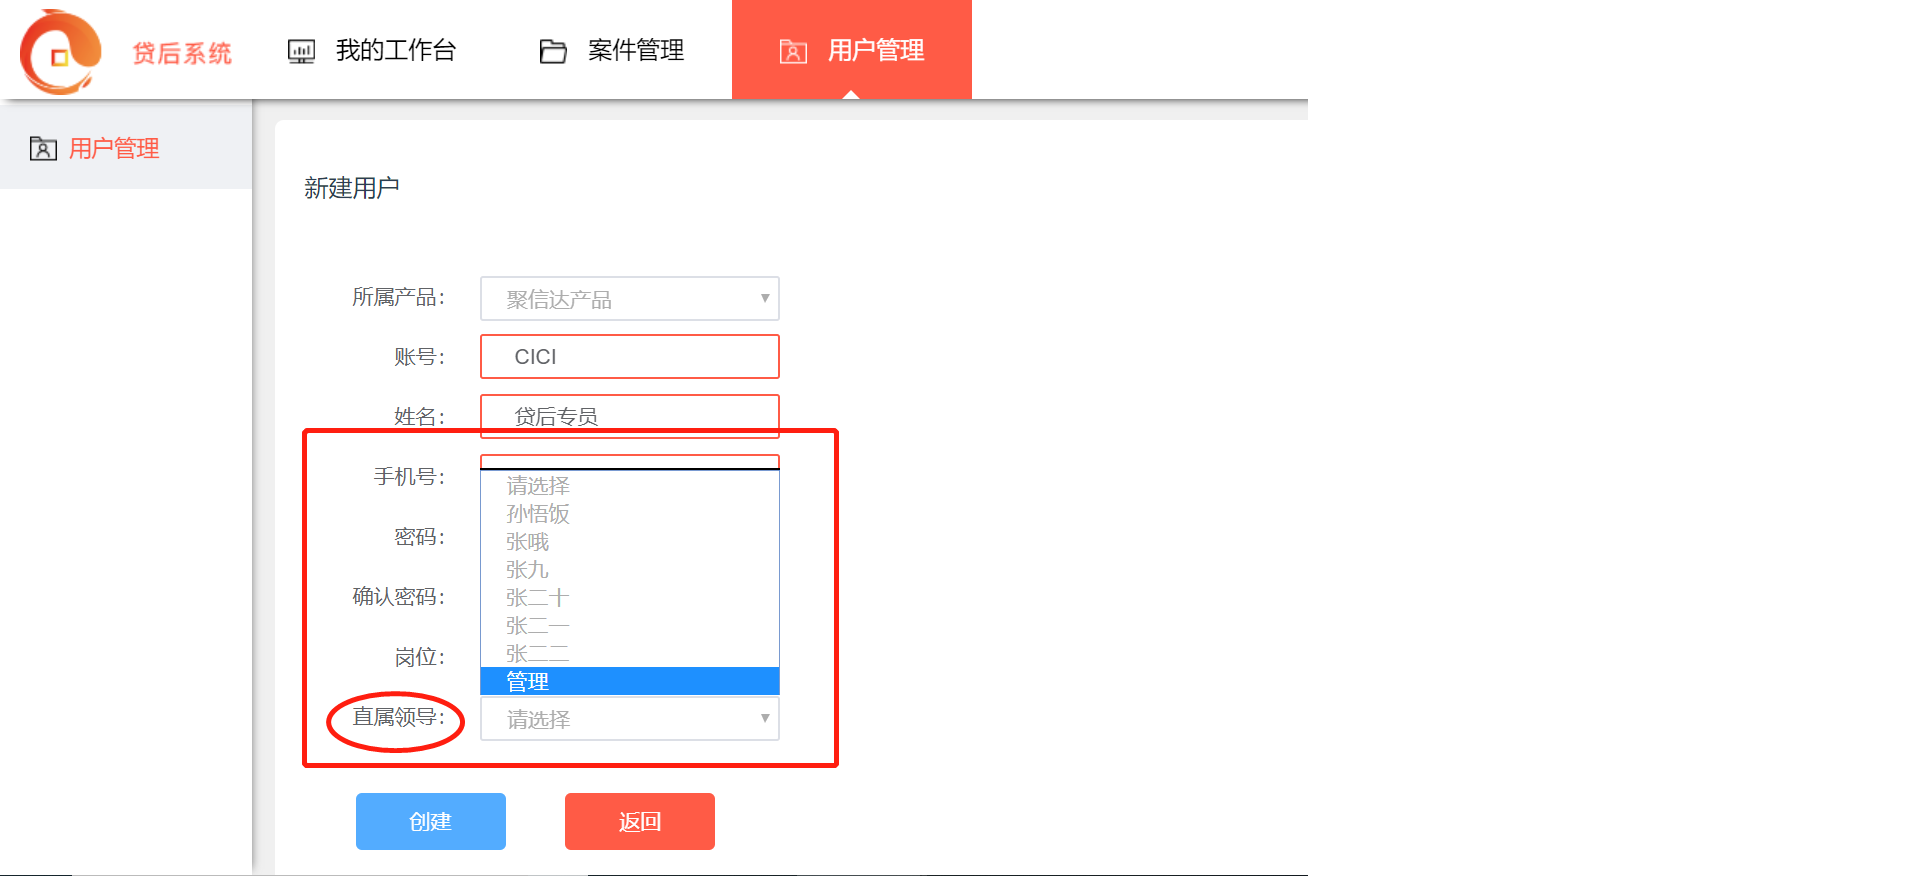 贷后系统
我的工作台
案件管理
用户管理
用户管理
新建用户
所属产品：
聚信达产品
账号：
CICI
姓名：
贷后专员
手机号：
请选择
孙悟饭
张哦
张九
张二十
张二一
张二二
管理
密码：
确认密码：
岗位：
直属领导：
请选择
创建
返回